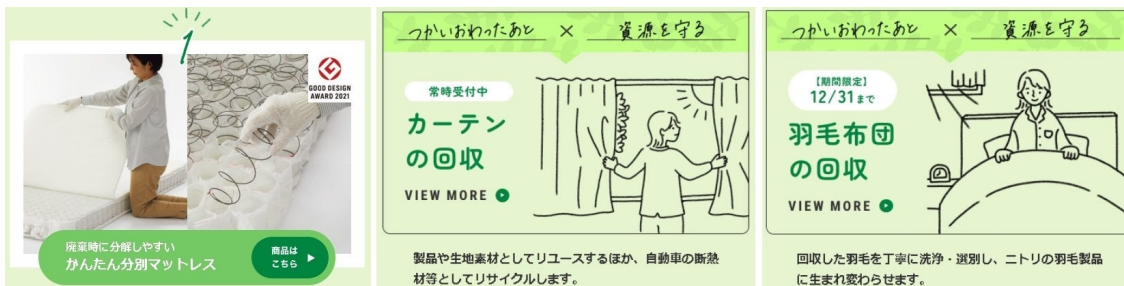 1
GOOD DESIGN
AWARD 2021
廃棄時に分解しやすい
かんたん分別マットレス
商品は
こちら
つかいおわったあと × 資源を守る
常時受付中
カーテン
の回収
VIEW MORE
製品や生地素材としてリユースするほか、自動車の断熱
材等としてリサイクルします。
つかいおわったあと × 資源を守る
【期間限定】
12/31まで
羽毛布団
の回収
VIEW MORE
回収した羽毛を丁寧に洗浄・選別し、ニトリの羽毛製品
に生まれ変わらせます。